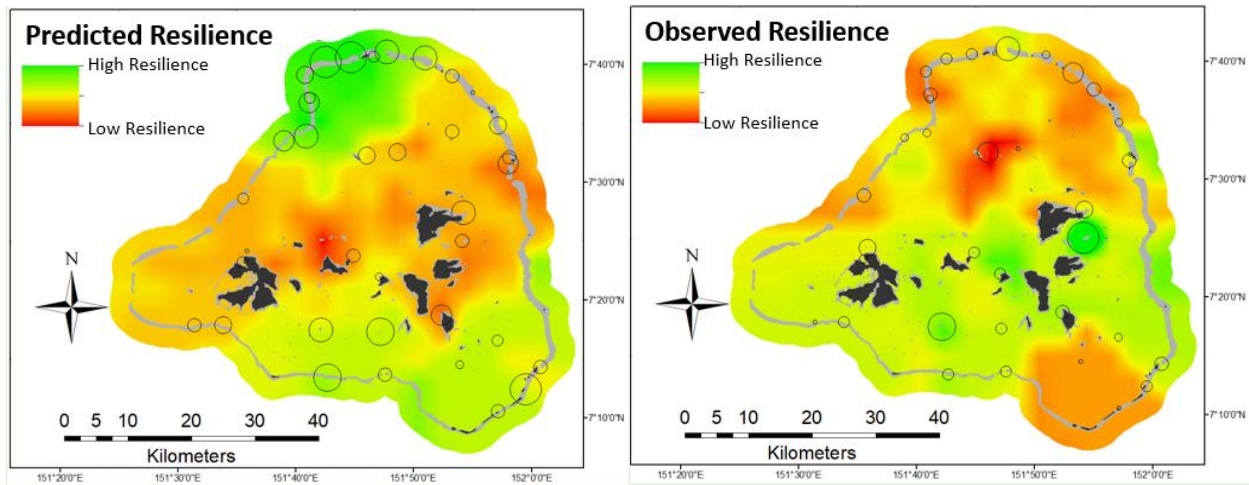 Predicted Resilience
High Resilience
Low Resilience
N
0 5 10 20 30 40
Kilometers
7°40'0"N
7°30'0"N
7°20'0"N
7°10'0"N
151°20'0"E
151°30'0"E
151°40'0"E
151°50'0"E
152°0'0"E
Observed Resilience
High Resilience
Low Resilience
N
0 5 10 20 30 40
Kilometers
7°40'0"N
7°30'0"N
7°20'0"N
7°10'0"N
151°20'0"E
151°30'0"E
151°40'0"E
151°50'0"E
152°0'0"E